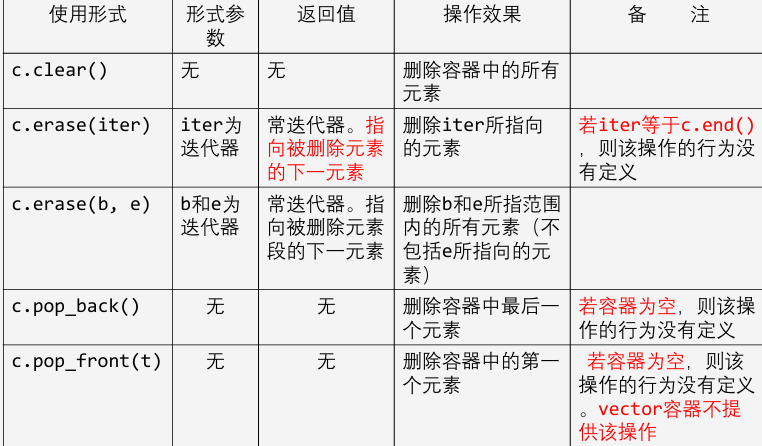 使用形式
形式参
数
返回值
操作效果
备 注
c.clear()
无
无
删除容器中的所有
元素
c.erase(iter)
iter为
迭代器
常迭代器。指
向被删除元素
的下一元素
删除iter所指向
的元素
若iter等于c.end()
，则该操作的行为没
有定义
c.erase(b, e)
b和e为
迭代器
常迭代器。指
向被删除元素
段的下一元素
删除b和e所指范围
内的所有元素（不
包括e所指向的元
素）
c.pop_back()
无
无
删除容器中最后一
个元素
若容器为空，则该操
作的行为没有定义
c.pop_front(t)
无
无
删除容器中的第一
个元素
若容器为空，则该
操作的行为没有定义
。vector容器不提
供该操作